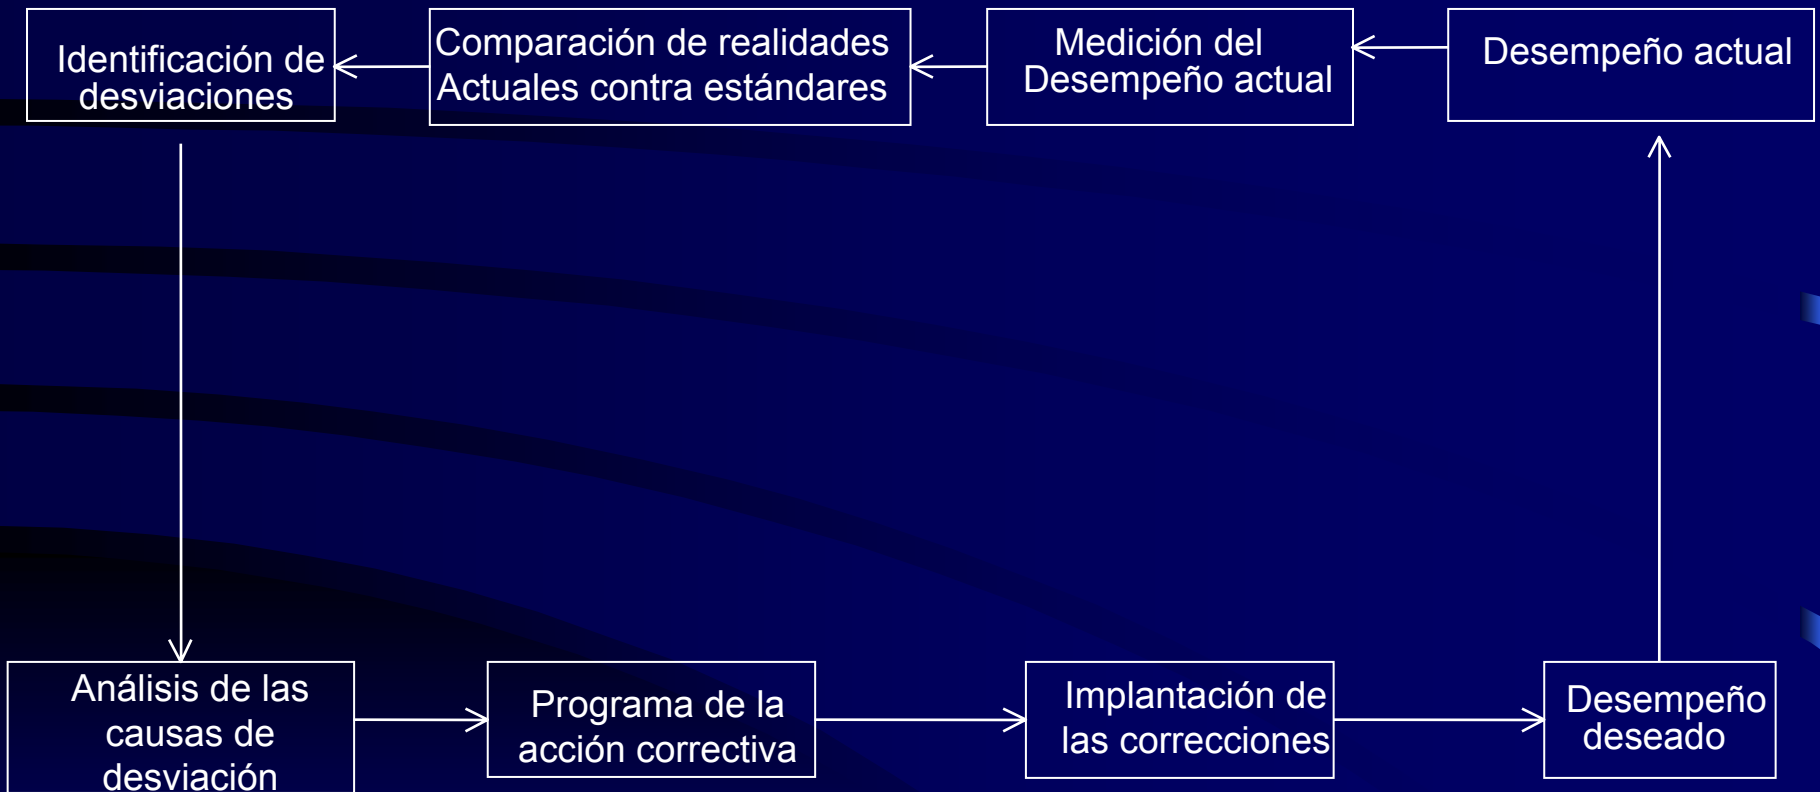 Identificación de
desviaciones
Comparación de realidades
Actuales contra estándares
Medición del
Desempeño actual
Desempeño actual
Análisis de las
causas de
desviación
Programa de la
acción correctiva
Implantación de
las correcciones
Desempeño
deseado